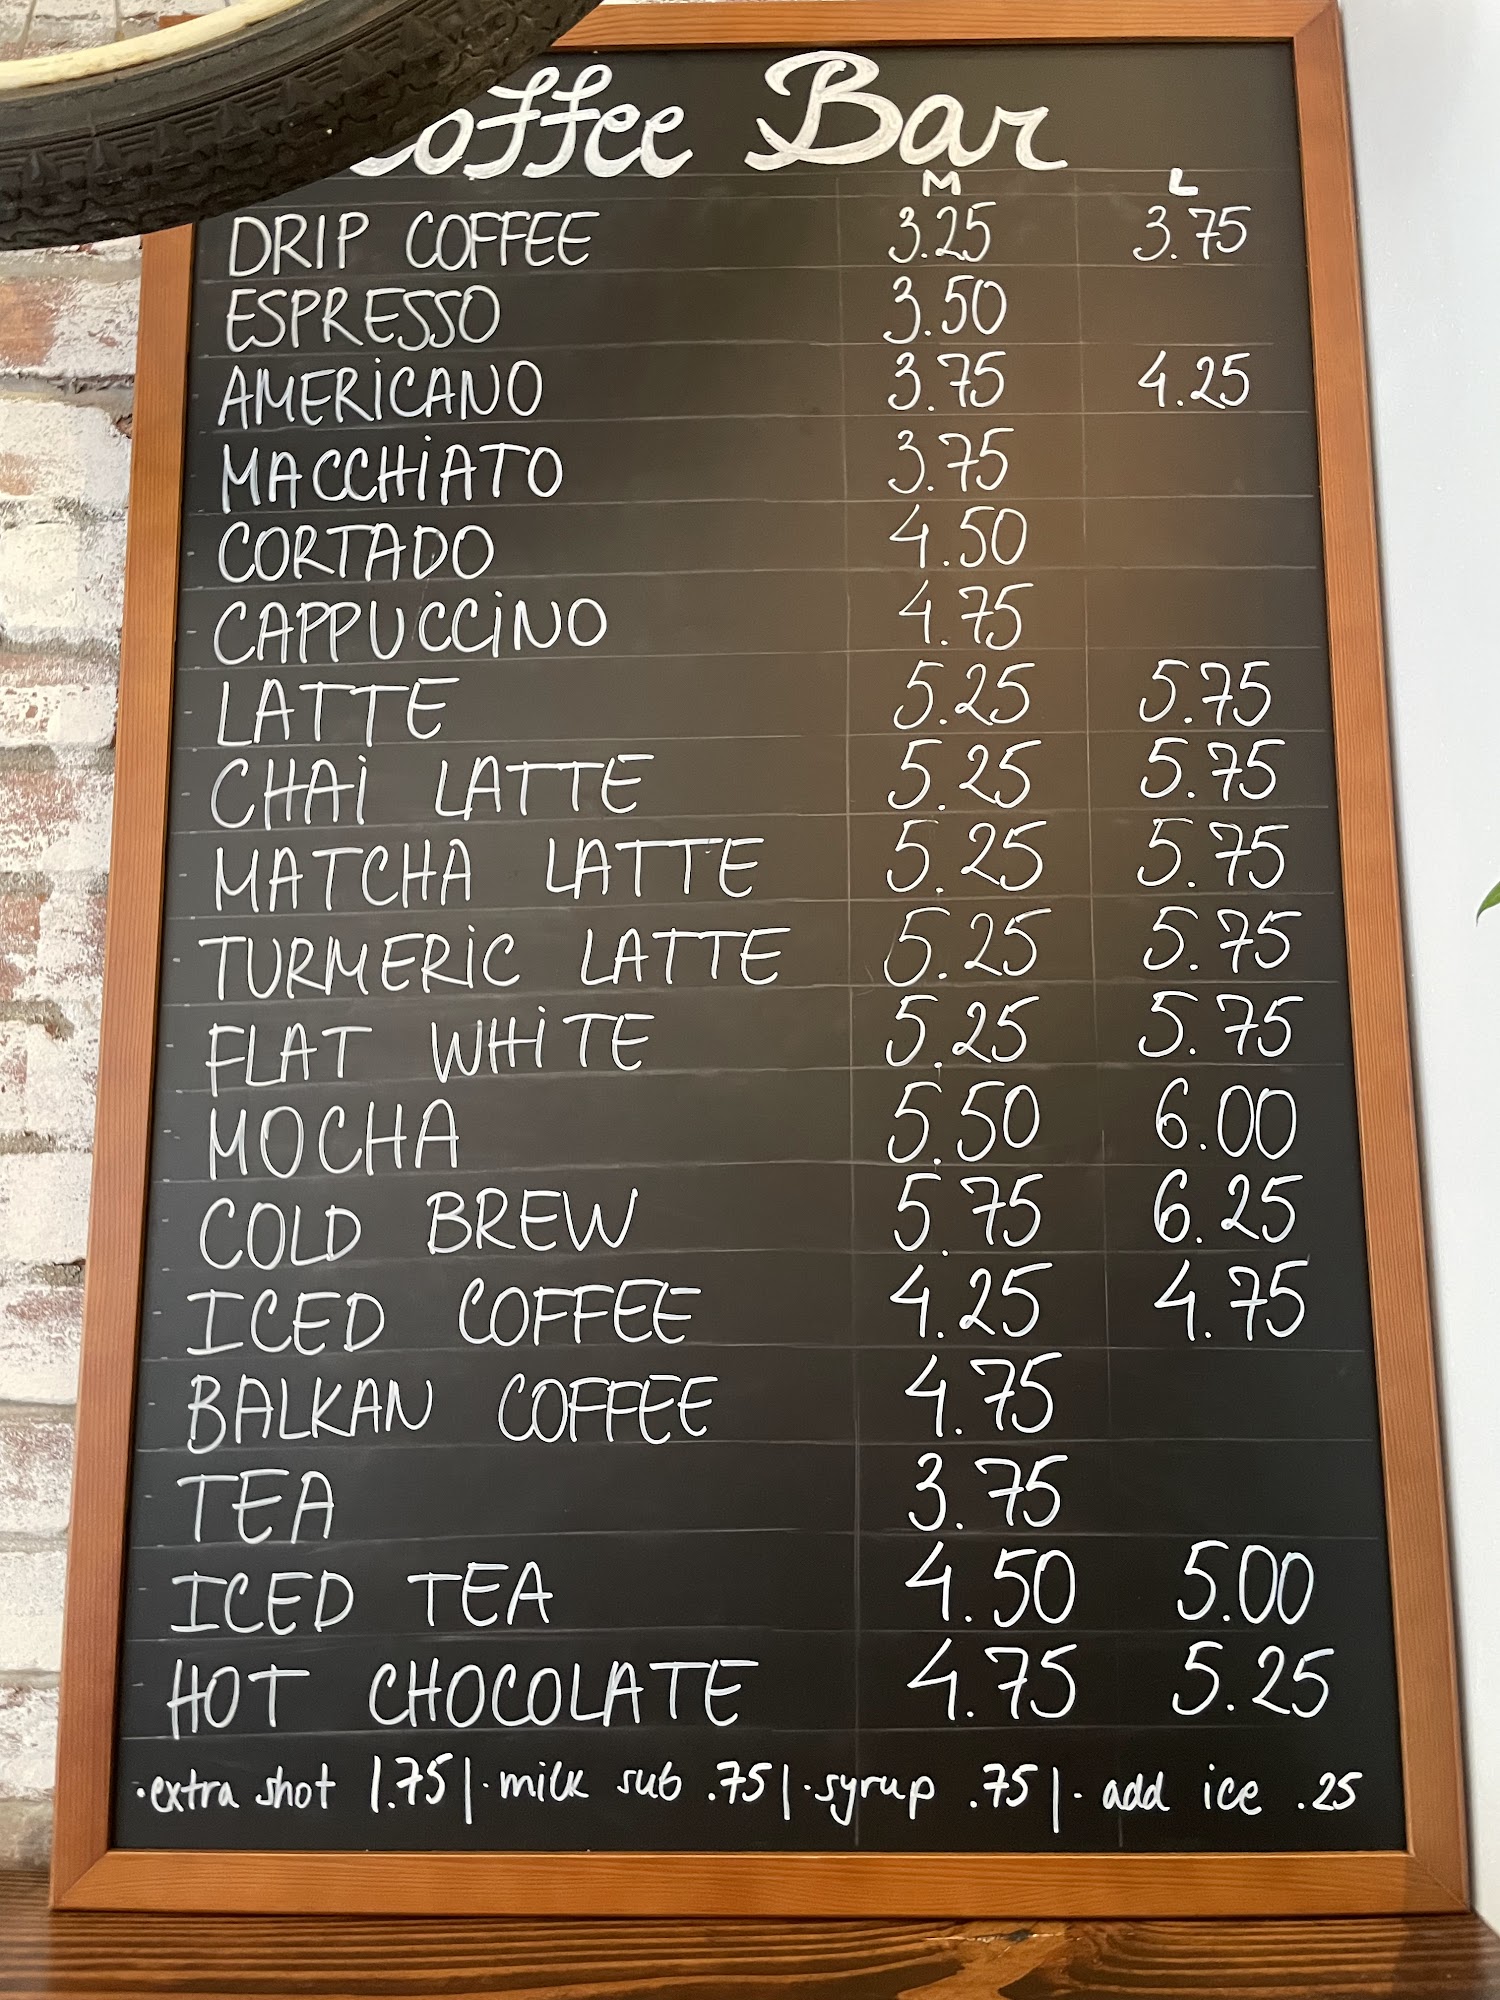 Coffee Bar
M L
DRIP COFFEE 3.25 3.75
ESPRESSO 3.50
AMERiCANO 3.75 4.25
MACCHiATO 3.75
CORTADO 4.50
CAPPUCCiNO 4.75
LATTE 5.25 5.75
CHAi LATTE 5.25 5.75
MATCHA LATTE 5.25 5.75
TURMERiC LATTE 5.25 5.75
FLAT WHiTE 5.25 5.75
MOCHA 5.50 6.00
COLD BREW 5.75 6.25
ICED COFFEE 4.25 4.75
BALKAN COFFEE 4.75
TEA 3.75
ICED TEA 4.50 5.00
HOT CHOCOLATE 4.75 5.25
· extra shot 1.75 | · milk sub .75 | · syrup .75 | · add ice .25